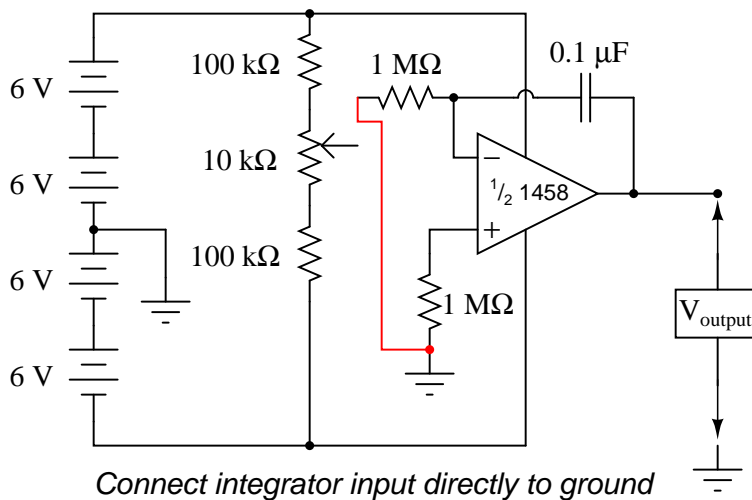 6 V
6 V
6 V
6 V
100 kΩ
10 kΩ
100 kΩ
1 MΩ
0.1 μF
−
1/2 1458
+
1 MΩ
Voutput
Connect integrator input directly to ground